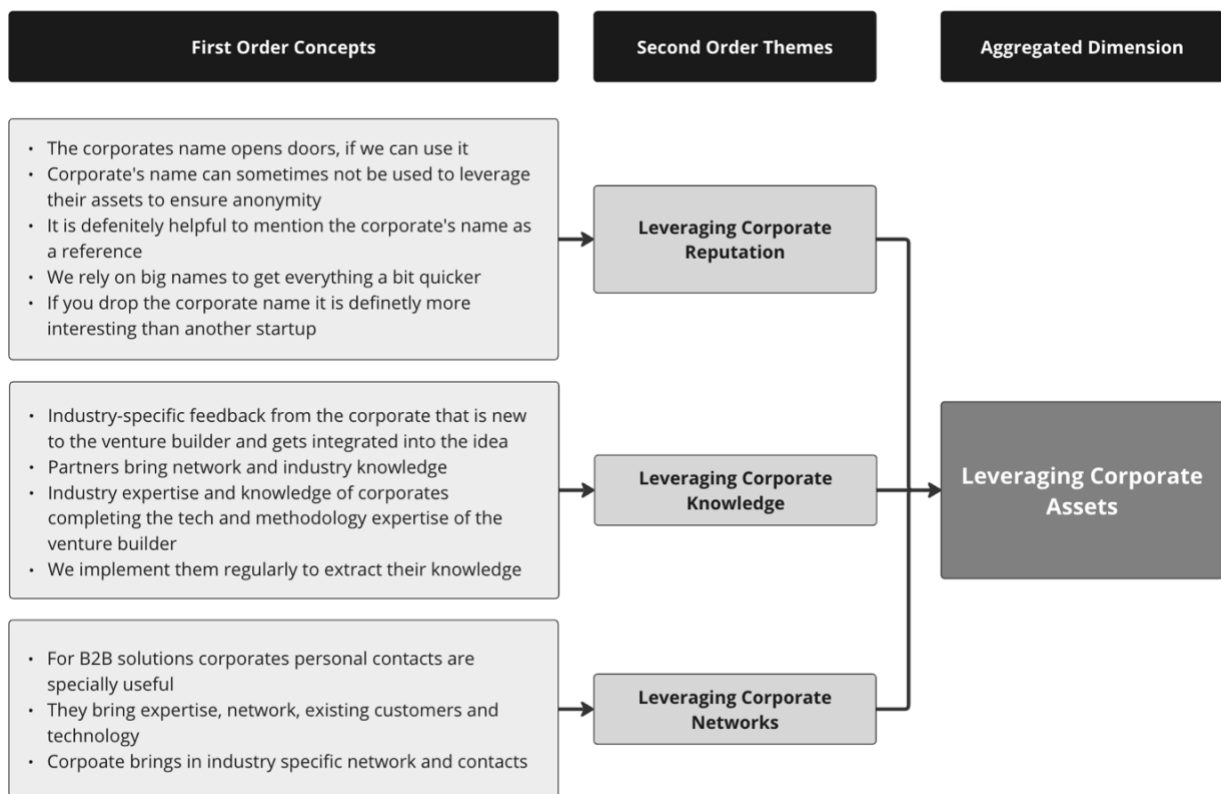 First Order Concepts
Second Order Themes
Aggregated Dimension
• The corporates name opens doors, if we can use it
• Corporate's name can sometimes not be used to leverage
their assets to ensure anonymity
• It is defenitely helpful to mention the corporate's name as
a reference
• We rely on big names to get everything a bit quicker
• If you drop the corporate name it is definetly more
interesting than another startup
Leveraging Corporate
Reputation
• Industry-specific feedback from the corporate that is new
to the venture builder and gets integrated into the idea
• Partners bring network and industry knowledge
• Industry expertise and knowledge of corporates
completing the tech and methodology expertise of the
venture builder
• We implement them regularly to extract their knowledge
Leveraging Corporate
Knowledge
Leveraging Corporate
Assets
• For B2B solutions corporates personal contacts are
specially useful
• They bring expertise, network, existing customers and
technology
• Corpoate brings in industry specific network and contacts
Leveraging Corporate
Networks